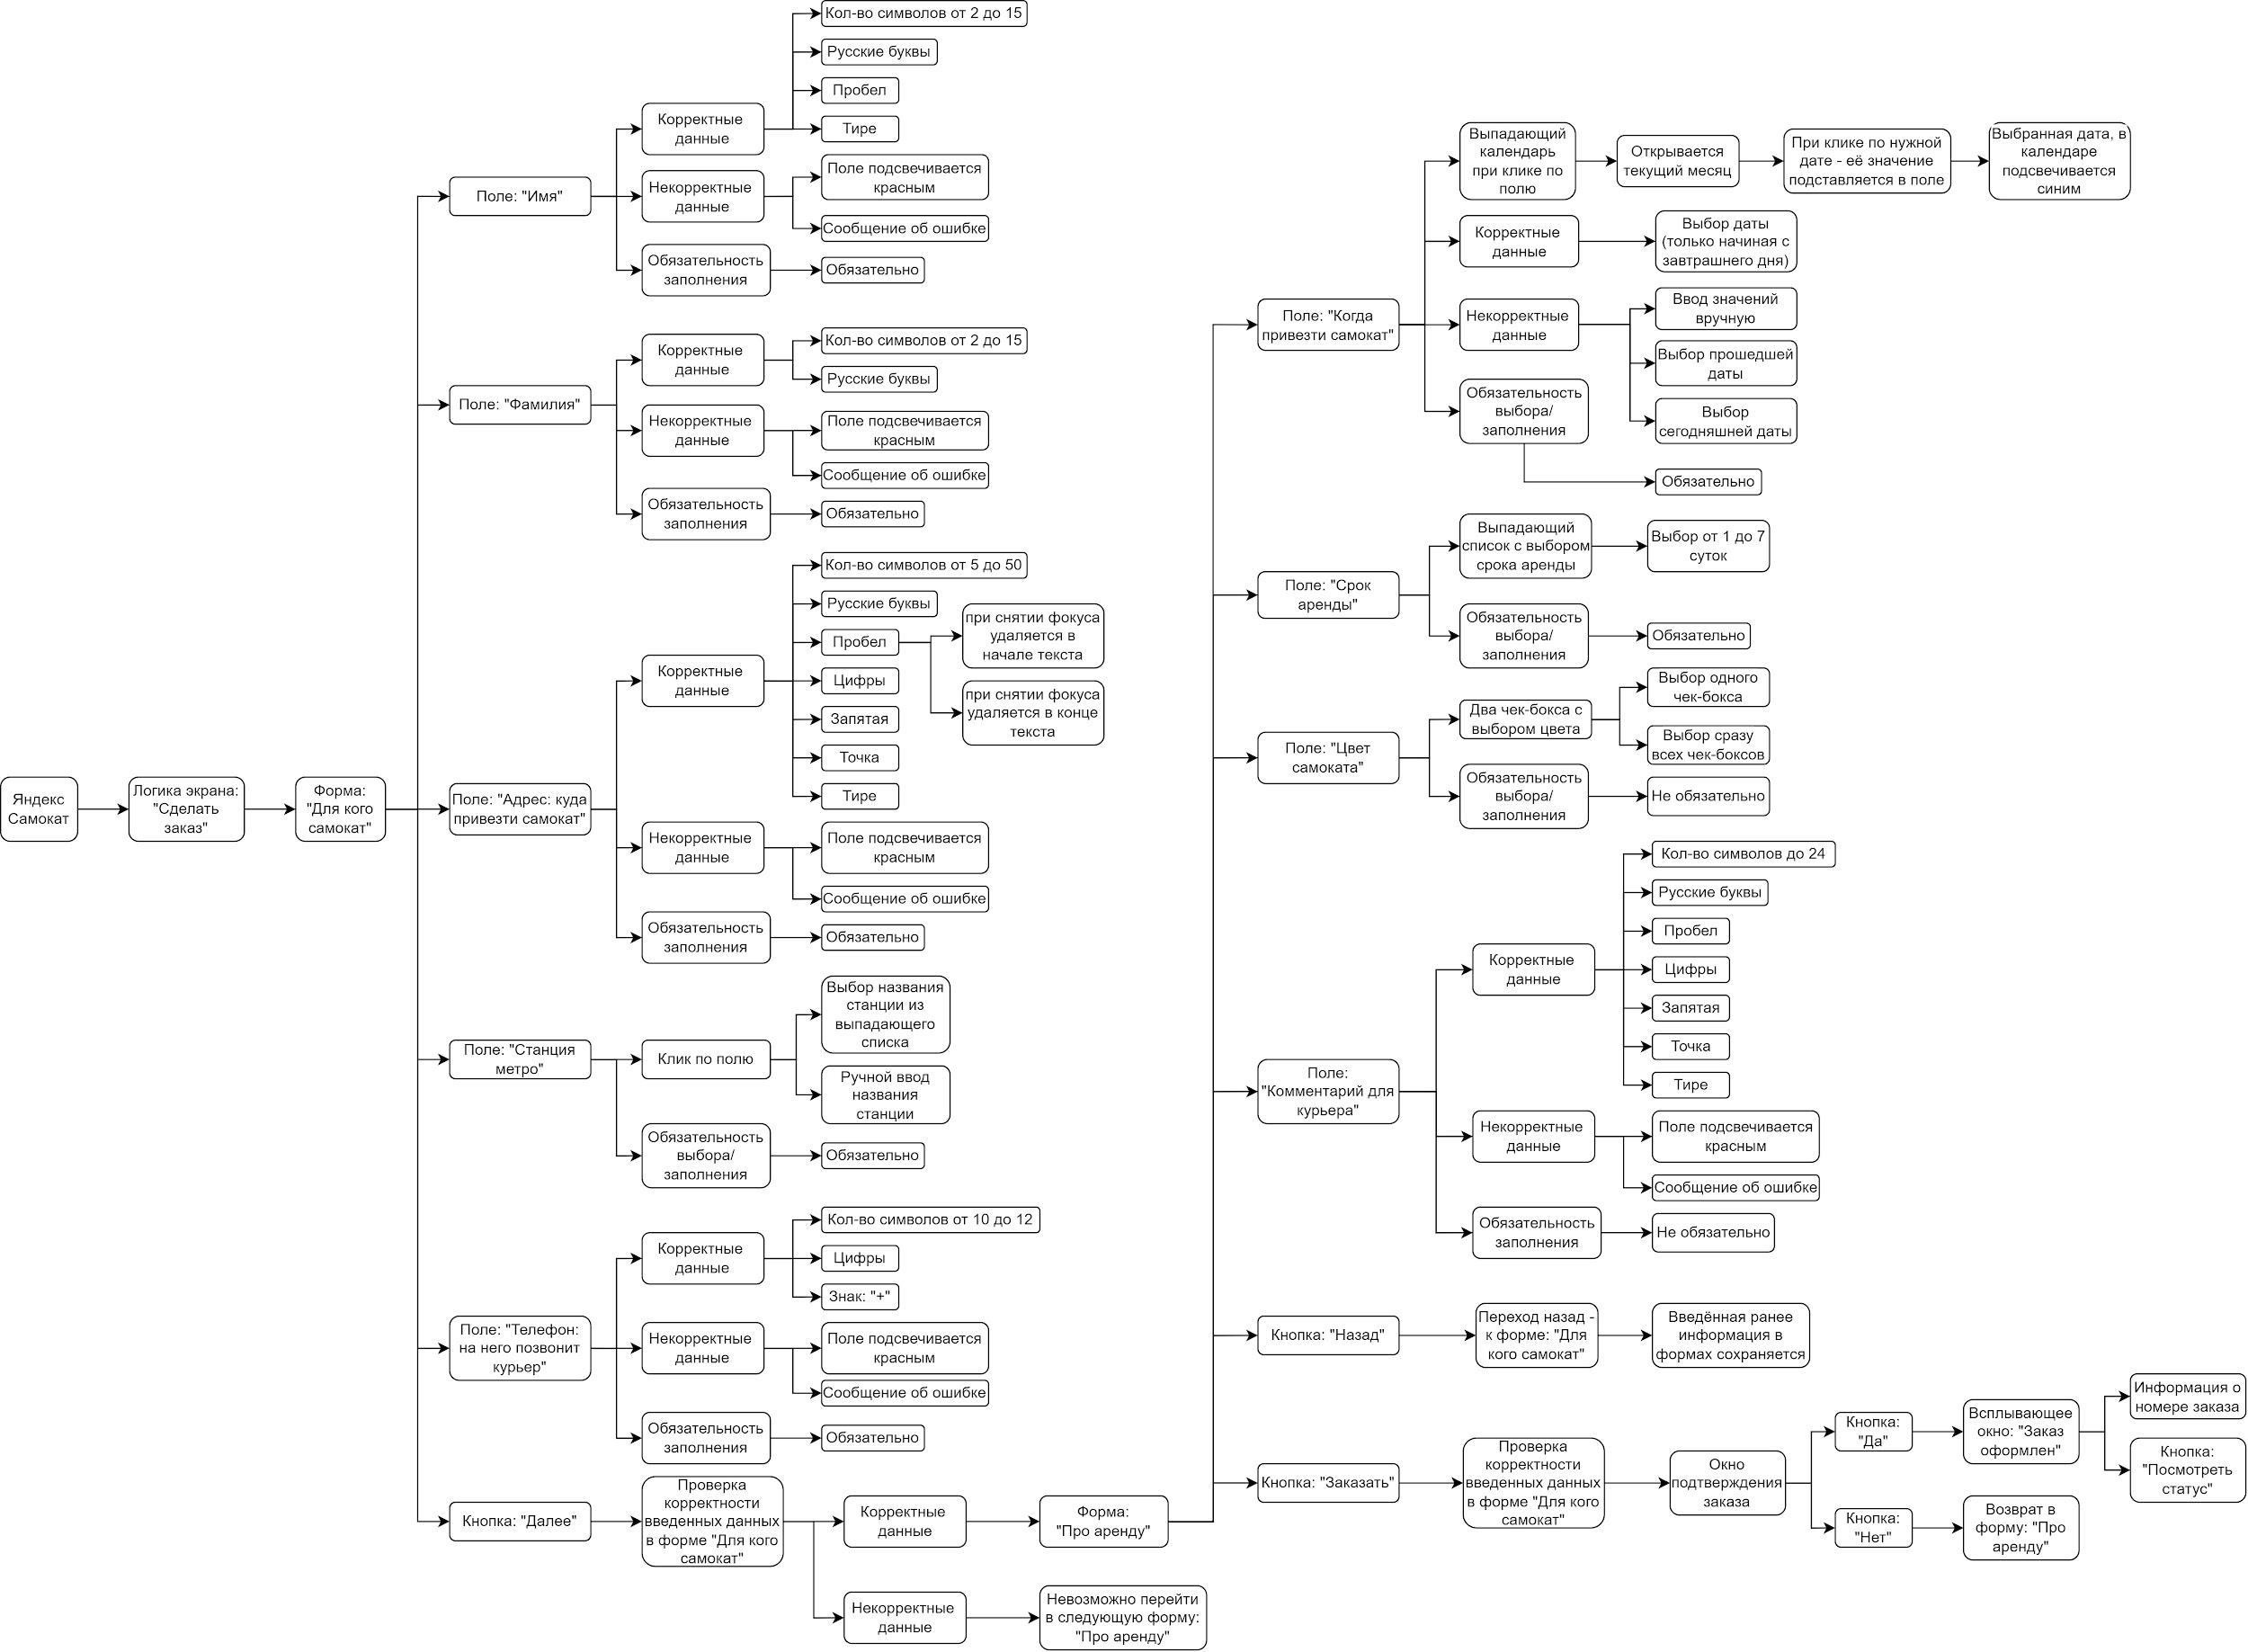 Яндекс
Самокат
Логика экрана:
"Сделать
заказ"
Форма:
"Для кого
самокат"
Поле: "Имя"
Корректные
данные
Кол-во символов от 2 до 15
Русские буквы
Пробел
Тире
Некорректные
данные
Поле подсвечивается
красным
Сообщение об ошибке
Обязательность
заполнения
Обязательно
Поле: "Фамилия"
Корректные
данные
Кол-во символов от 2 до 15
Русские буквы
Некорректные
данные
Поле подсвечивается
красным
Сообщение об ошибке
Обязательность
заполнения
Обязательно
Поле: "Адрес: куда
привезти самокат"
Корректные
данные
Кол-во символов от 5 до 50
Русские буквы
Пробел
при снятии фокуса
удаляется в
начале текста
при снятии фокуса
удаляется в конце
текста
Цифры
Запятая
Точка
Тире
Некорректные
данные
Поле подсвечивается
красным
Сообщение об ошибке
Обязательность
заполнения
Обязательно
Поле: "Станция
метро"
Клик по полю
Выбор названия
станции из
выпадающего
списка
Ручной ввод
названия
станции
Обязательность
выбора/
заполнения
Обязательно
Поле: "Телефон:
на него позвонит
курьер"
Корректные
данные
Кол-во символов от 10 до 12
Цифры
Знак: "+"
Некорректные
данные
Поле подсвечивается
красным
Сообщение об ошибке
Обязательность
заполнения
Обязательно
Кнопка: "Далее"
Проверка
корректности
введенных данных
в форме "Для кого
самокат"
Корректные
данные
Форма:
"Про аренду"
Некорректные
данные
Невозможно перейти
в следующую форму:
"Про аренду"
Поле: "Когда
привезти самокат"
Выпадающий
календарь
при клике по
полю
Открывается
текущий месяц
При клике по нужной
дате - её значение
подставляется в поле
Выбранная дата, в
календаре
подсвечивается
синим
Корректные
данные
Выбор даты
(только начиная с
завтрашнего дня)
Некорректные
данные
Ввод значений
вручную
Выбор прошедшей
даты
Выбор
сегодняшней даты
Обязательность
выбора/
заполнения
Обязательно
Поле: "Срок
аренды"
Выпадающий
список с выбором
срока аренды
Выбор от 1 до 7
суток
Обязательность
выбора/
заполнения
Обязательно
Поле: "Цвет
самоката"
Два чек-бокса с
выбором цвета
Выбор одного
чек-бокса
Выбор сразу
всех чек-боксов
Обязательность
выбора/
заполнения
Не обязательно
Поле:
"Комментарий для
курьера"
Корректные
данные
Кол-во символов до 24
Русские буквы
Пробел
Цифры
Запятая
Точка
Тире
Некорректные
данные
Поле подсвечивается
красным
Сообщение об ошибке
Обязательность
заполнения
Не обязательно
Кнопка: "Назад"
Переход назад -
к форме: "Для
кого самокат"
Введённая ранее
информация в
формах сохраняется
Кнопка: "Заказать"
Проверка
корректности
введенных данных
в форме "Для кого
самокат"
Окно
подтверждения
заказа
Кнопка:
"Да"
Всплывающее
окно: "Заказ
оформлен"
Информация о
номере заказа
Кнопка:
"Посмотреть
статус"
Кнопка:
"Нет"
Возврат в
форму: "Про
аренду"